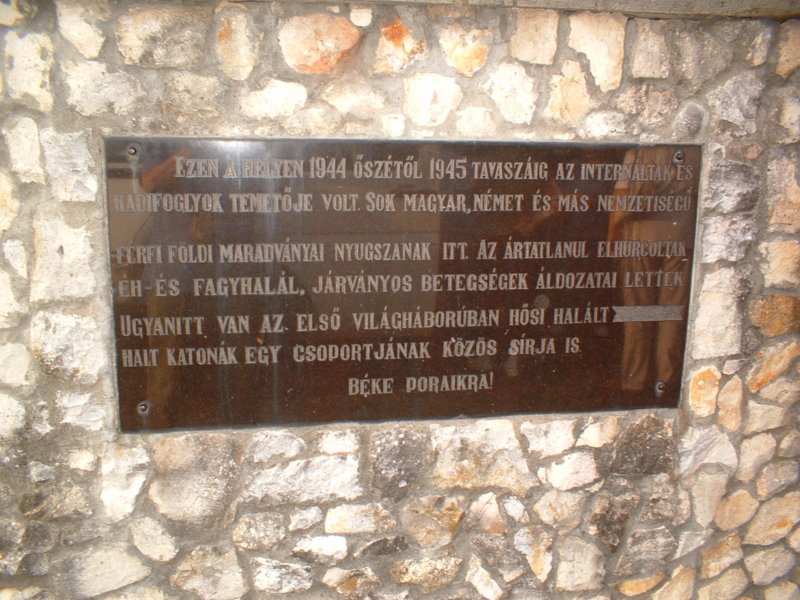 EZEN A HELYEN 1944 ŐSZÉTŐL 1945 TAVASZÁIG AZ INTERNÁLTAK ÉS
HADIFOGLYOK TEMETŐJE VOLT. SOK MAGYAR, NÉMET ÉS MÁS NEMZETISÉGŰ
FÉRFI FÖLDI MARADVÁNYAI NYUGSZANAK ITT. AZ ÁRTATLANUL ELHURCOLTAK
ÉH- ÉS FAGYHALÁL, JÁRVÁNYOS BETEGSÉGEK ÁLDOZATAI LETTEK
UGYANITT VAN AZ ELSŐ VILÁGHÁBORÚBAN HŐSI HALÁLT
HALT KATONÁK EGY CSOPORTJÁNAK KÖZÖS SÍRJA IS.
BÉKE PORAIKRA!